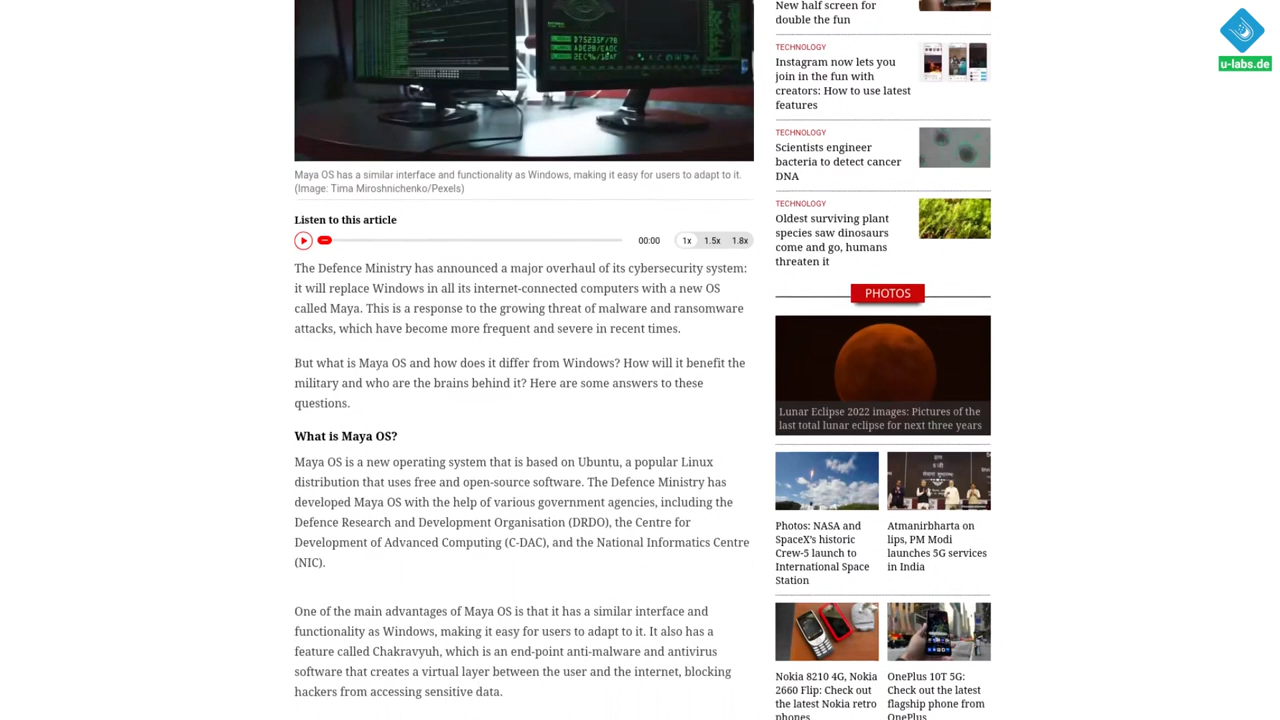 New half screen for
double the fun
u-labs.de
TECHNOLOGY
Instagram now lets you
join in the fun with
creators: How to use latest
features
TECHNOLOGY
Scientists engineer
bacteria to detect cancer
DNA
TECHNOLOGY
Oldest surviving plant
species saw dinosaurs
come and go, humans
threaten it
PHOTOS
Lunar Eclipse 2022 images: Pictures of the
last total lunar eclipse for next three years
Photos: NASA and
SpaceX's historic
Crew-5 launch to
International Space
Station
Atmanirbharta on
lips, PM Modi
launches 5G services
in India
Nokia 8210 4G, Nokia
2660 Flip: Check out
the latest Nokia retro
phones
OnePlus 10T 5G:
Check out the latest
flagship phone from
OnePlus
Maya OS has a similar interface and functionality as Windows, making it easy for users to adapt to it.
(Image: Tima Miroshnichenko/Pexels)
Listen to this article
00:00 1x 1.5x 1.8x
The Defence Ministry has announced a major overhaul of its cybersecurity system:
it will replace Windows in all its internet-connected computers with a new OS
called Maya. This is a response to the growing threat of malware and ransomware
attacks, which have become more frequent and severe in recent times.
But what is Maya OS and how does it differ from Windows? How will it benefit the
military and who are the brains behind it? Here are some answers to these
questions.
What is Maya OS?
Maya OS is a new operating system that is based on Ubuntu, a popular Linux
distribution that uses free and open-source software. The Defence Ministry has
developed Maya OS with the help of various government agencies, including the
Defence Research and Development Organisation (DRDO), the Centre for
Development of Advanced Computing (C-DAC), and the National Informatics Centre
(NIC).
One of the main advantages of Maya OS is that it has a similar interface and
functionality as Windows, making it easy for users to adapt to it. It also has a
feature called Chakravyuh, which is an end-point anti-malware and antivirus
software that creates a virtual layer between the user and the internet, blocking
hackers from accessing sensitive data.